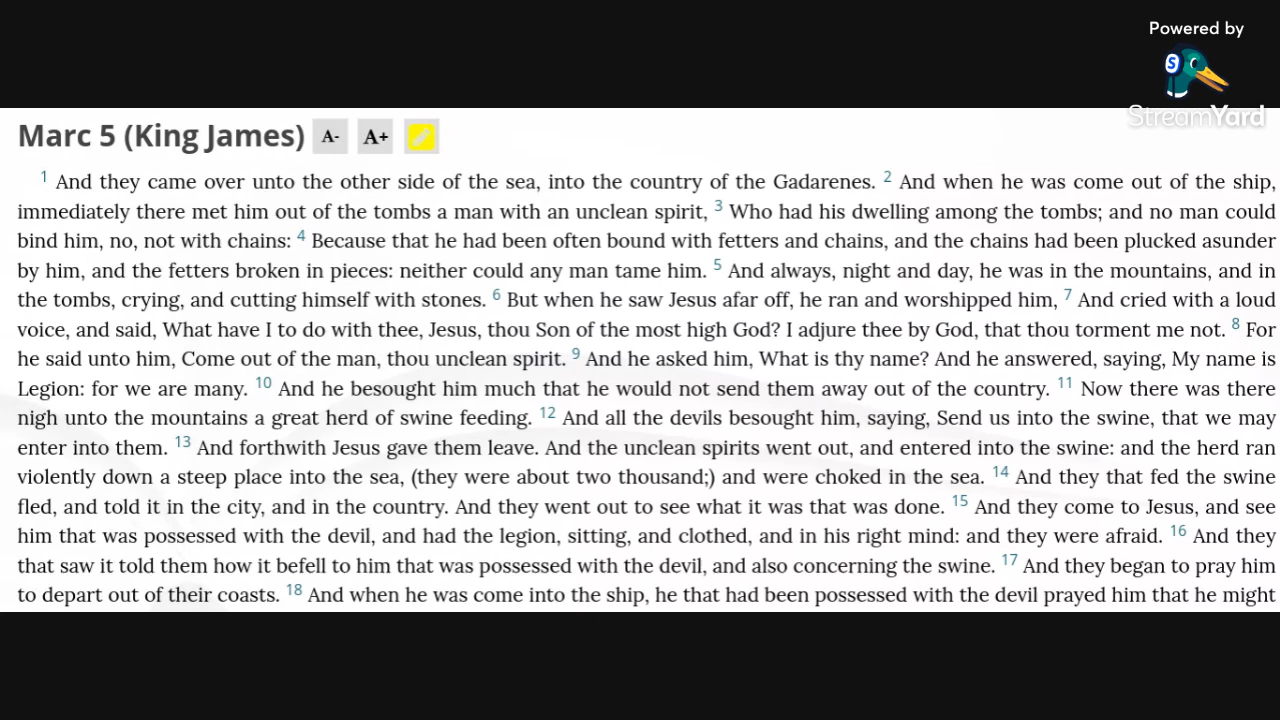 Powered by
S
StreamYard
Marc 5 (King James) A- A+
1 And they came over unto the other side of the sea, into the country of the Gadarenes. 2 And when he was come out of the ship,
immediately there met him out of the tombs a man with an unclean spirit, 3 Who had his dwelling among the tombs; and no man could
bind him, no, not with chains: 4 Because that he had been often bound with fetters and chains, and the chains had been plucked asunder
by him, and the fetters broken in pieces: neither could any man tame him. 5 And always, night and day, he was in the mountains, and in
the tombs, crying, and cutting himself with stones. 6 But when he saw Jesus afar off, he ran and worshipped him, 7 And cried with a loud
voice, and said, What have I to do with thee, Jesus, thou Son of the most high God? I adjure thee by God, that thou torment me not. 8 For
he said unto him, Come out of the man, thou unclean spirit. 9 And he asked him, What is thy name? And he answered, saying, My name is
Legion: for we are many. 10 And he besought him much that he would not send them away out of the country. 11 Now there was there
nigh unto the mountains a great herd of swine feeding. 12 And all the devils besought him, saying, Send us into the swine, that we may
enter into them. 13 And forthwith Jesus gave them leave. And the unclean spirits went out, and entered into the swine: and the herd ran
violently down a steep place into the sea, (they were about two thousand;) and were choked in the sea. 14 And they that fed the swine
fled, and told it in the city, and in the country. And they went out to see what it was that was done. 15 And they come to Jesus, and see
him that was possessed with the devil, and had the legion, sitting, and clothed, and in his right mind: and they were afraid. 16 And they
that saw it told them how it befell to him that was possessed with the devil, and also concerning the swine. 17 And they began to pray him
to depart out of their coasts. 18 And when he was come into the ship, he that had been possessed with the devil prayed him that he might